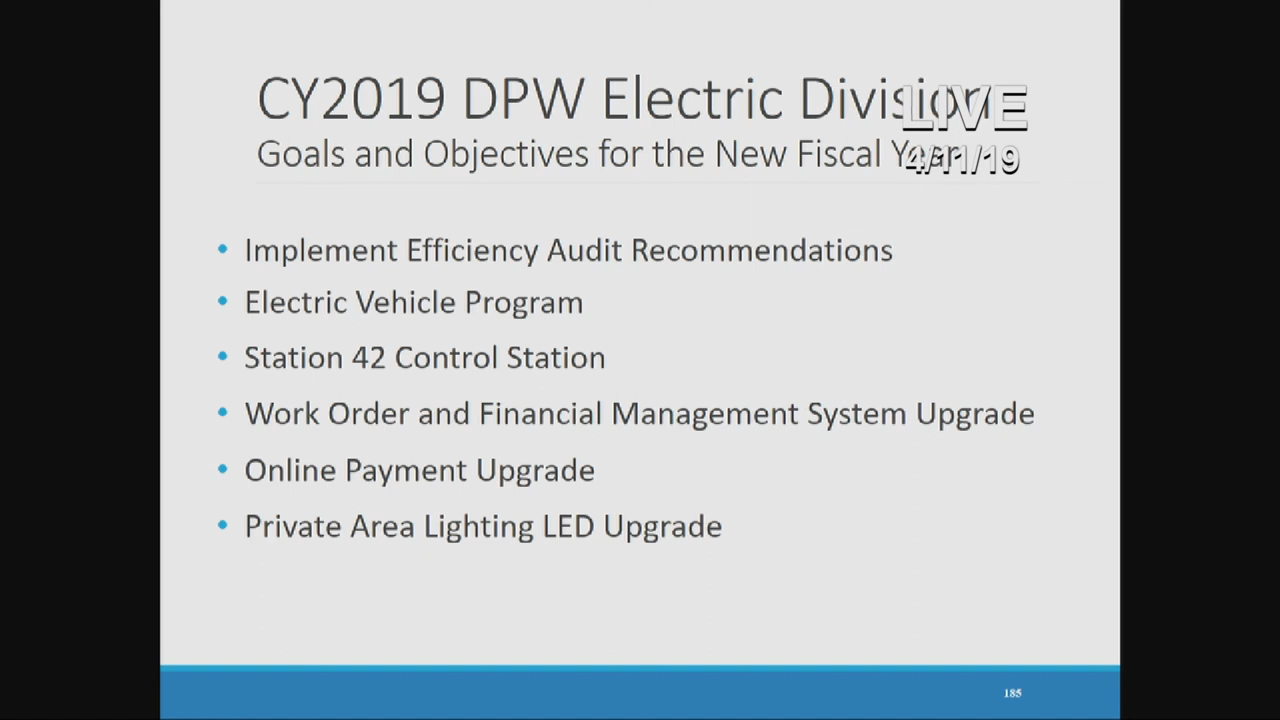 CY2019 DPW Electric Division
LIVE
Goals and Objectives for the New Fiscal Year
4/11/19
• Implement Efficiency Audit Recommendations
• Electric Vehicle Program
• Station 42 Control Station
• Work Order and Financial Management System Upgrade
• Online Payment Upgrade
• Private Area Lighting LED Upgrade
185